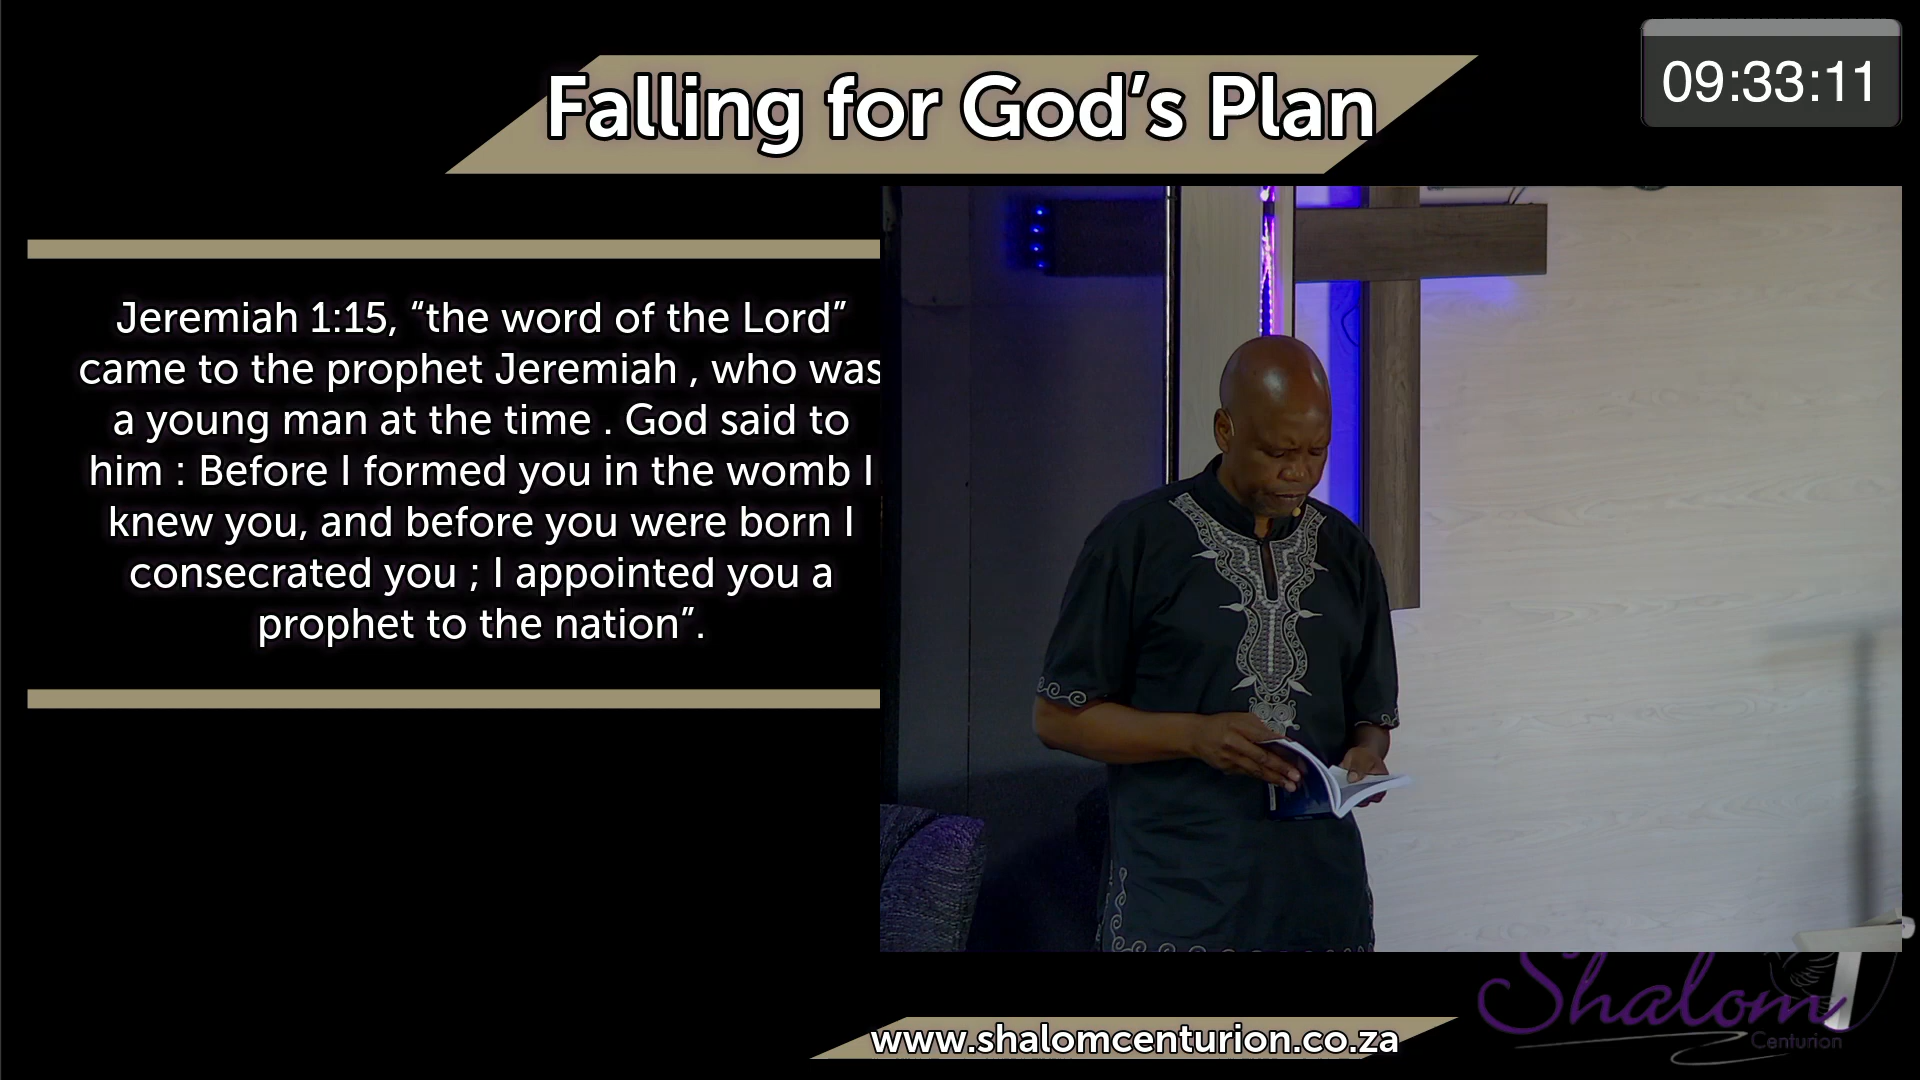 Falling for God’s Plan
09:33:11
Jeremiah 1:15, “the word of the Lord”
came to the prophet Jeremiah , who was
a young man at the time . God said to
him : Before I formed you in the womb I
knew you, and before you were born I
consecrated you ; I appointed you a
prophet to the nation”.
www.shalomcenturion.co.za
Shalom
Centurion